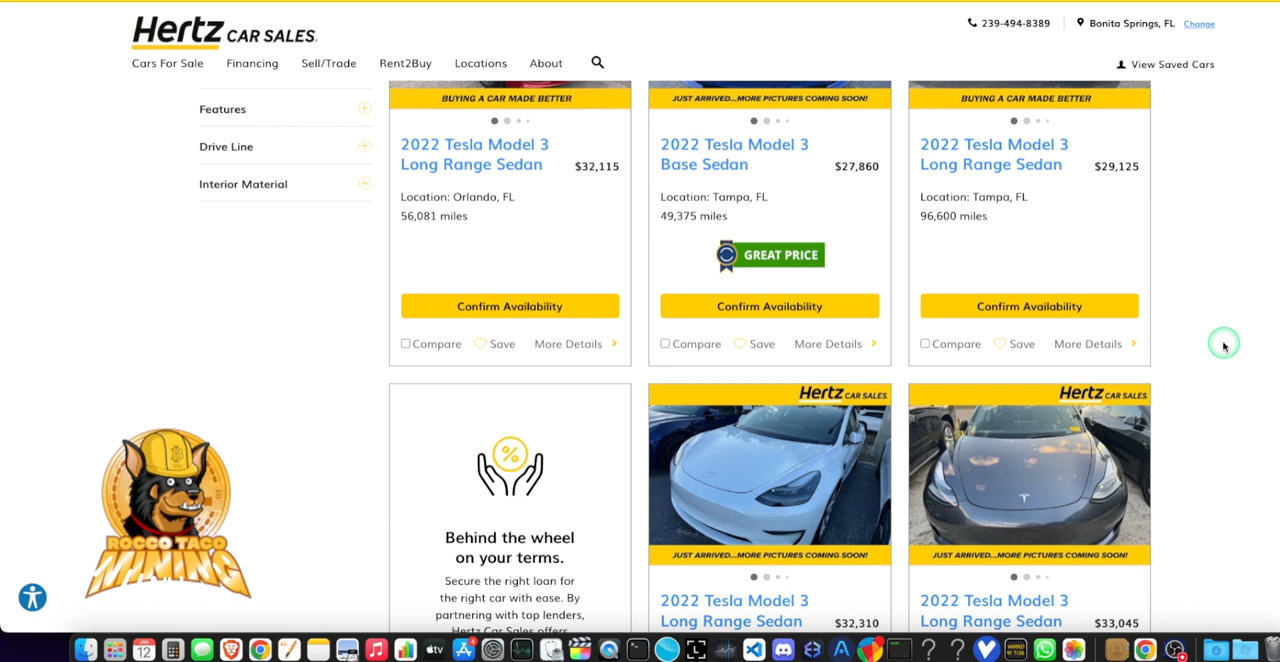 Hertz CAR SALES.
239-494-8389
Bonita Springs, FL Change
Cars For Sale Financing Sell/Trade Rent2Buy Locations About
View Saved Cars
Features
Drive Line
Interior Material
BUYING A CAR MADE BETTER
2022 Tesla Model 3
Long Range Sedan
$32,115
Location: Orlando, FL
56,081 miles
Confirm Availability
Compare Save More Details
JUST ARRIVED...MORE PICTURES COMING SOON!
2022 Tesla Model 3
Base Sedan
$27,860
Location: Tampa, FL
49,375 miles
GREAT PRICE
Confirm Availability
Compare Save More Details
BUYING A CAR MADE BETTER
2022 Tesla Model 3
Long Range Sedan
$29,125
Location: Tampa, FL
96,600 miles
Confirm Availability
Compare Save More Details
%
Behind the wheel
on your terms.
Secure the right loan for
the right car with ease. By
partnering with top lenders,
Hertz Car Sales offers
Hertz CAR SALES
JUST ARRIVED...MORE PICTURES COMING SOON!
2022 Tesla Model 3
Long Range Sedan
$32,310
Hertz CAR SALES
JUST ARRIVED...MORE PICTURES COMING SOON!
2022 Tesla Model 3
Long Range Sedan
$33,045
ROCCO TACO
MINING
JAN
12
tv